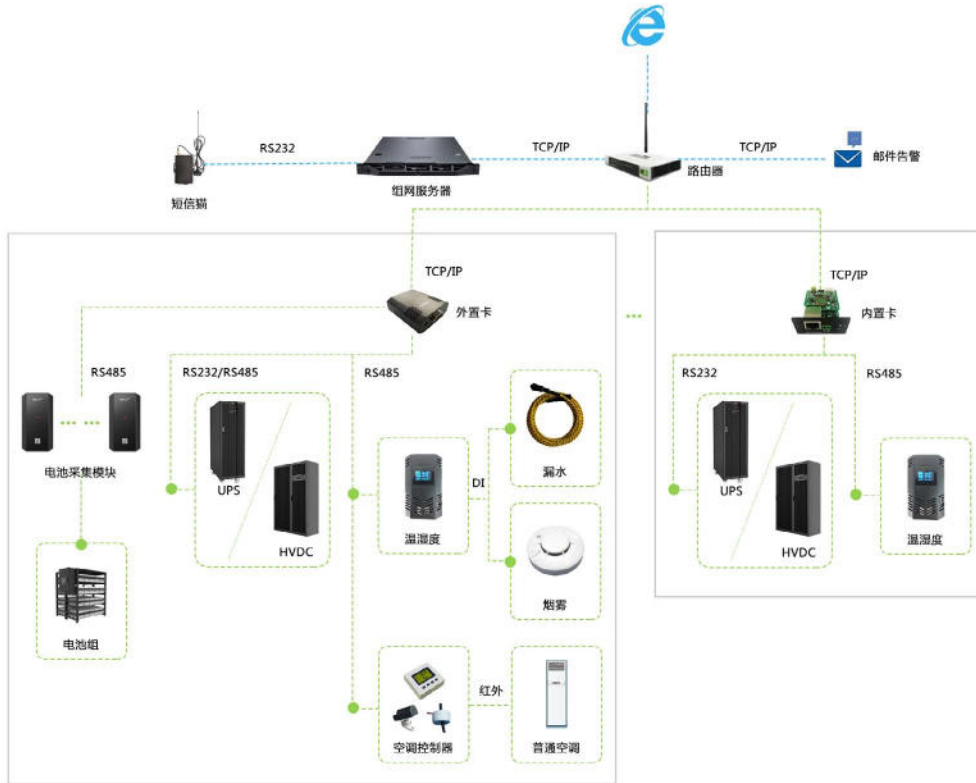 RS232
TCP/IP
TCP/IP
邮件告警
短信猫
组网服务器
路由器
TCP/IP
TCP/IP
外置卡
内置卡
RS485
RS232/RS485
RS485
RS232
RS485
电池采集模块
UPS
HVDC
温湿度
DI
漏水
烟雾
UPS
HVDC
温湿度
电池组
红外
空调控制器
普通空调